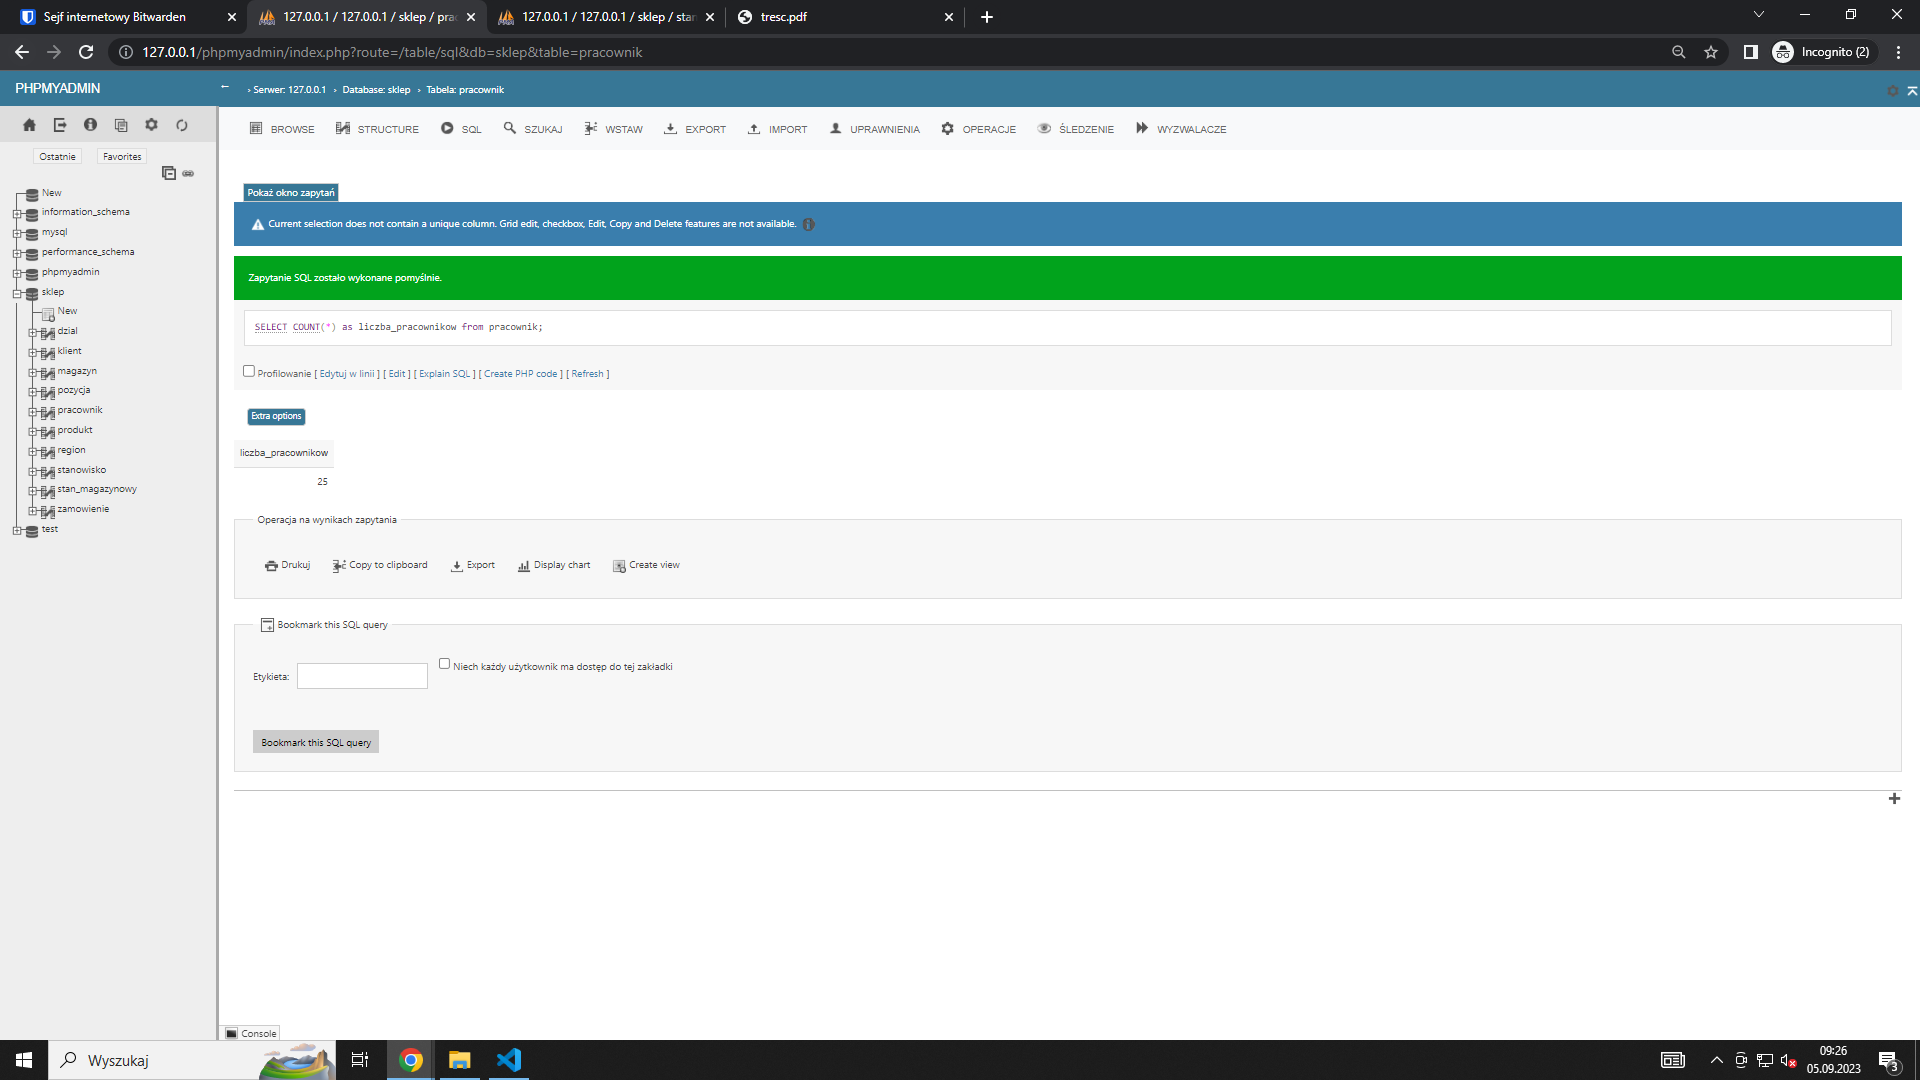 Sejf internetowy Bitwarden
127.0.0.1 / 127.0.0.1 / sklep / prac
127.0.0.1 / 127.0.0.1 / sklep / star
tresc.pdf
127.0.0.1/phpmyadmin/index.php?route=/table/sql&db=sklep&table=pracownik
Incognito (2)
PHPMYADMIN
Ostatnie Favorites
New
information_schema
mysql
performance_schema
phpmyadmin
sklep
New
dzial
klient
magazyn
pozycja
pracownik
produkt
region
stanowisko
stan_magazynowy
zamowienie
test
← › Serwer: 127.0.0.1 › Database: sklep › Tabela: pracownik
BROWSE STRUCTURE SQL SZUKAJ WSTAW EXPORT IMPORT UPRAWNIENIA OPERACJE ŚLEDZENIE WYZWALACZE
Pokaż okno zapytań
Current selection does not contain a unique column. Grid edit, checkbox, Edit, Copy and Delete features are not available.
Zapytanie SQL zostało wykonane pomyślnie.
SELECT COUNT(*) as liczba_pracownikow from pracownik;
Profilowanie [ Edytuj w linii ] [ Edit ] [ Explain SQL ] [ Create PHP code ] [ Refresh ]
Extra options
liczba_pracownikow
25
Operacja na wynikach zapytania
Drukuj Copy to clipboard Export Display chart Create view
Bookmark this SQL query
Etykieta: Niech każdy użytkownik ma dostęp do tej zakładki
Bookmark this SQL query
Console
Wyszukaj
09:26
05.09.2023
3